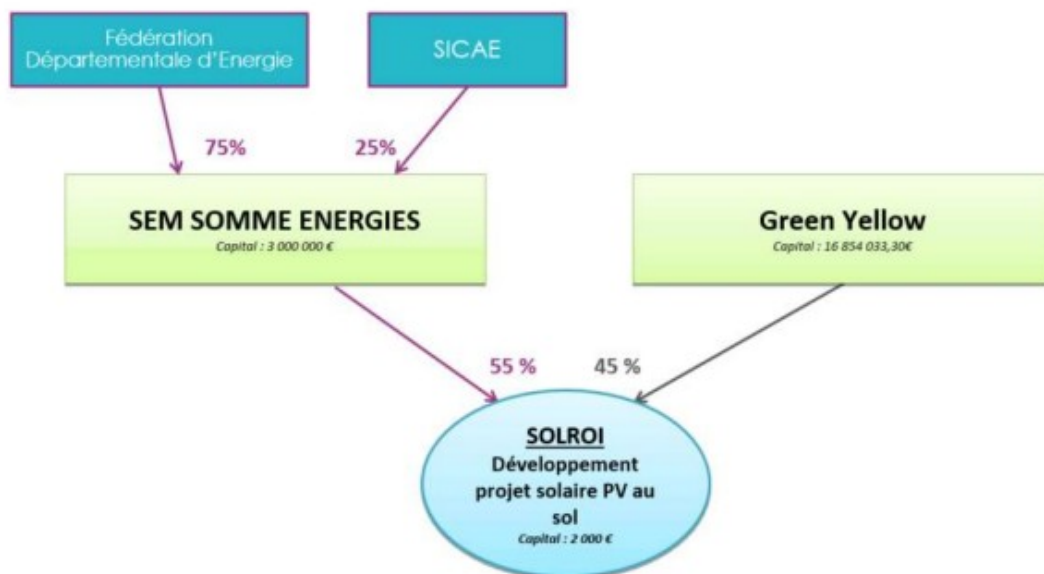 Fédération
Départementale d'Energie
SICAE
75%
25%
SEM SOMME ENERGIES
Capital : 3 000 000 €
Green Yellow
Capital : 16 854 033,30€
55 %
45 %
SOLROI
Développement
projet solaire PV au
sol
Capital : 2 000 €